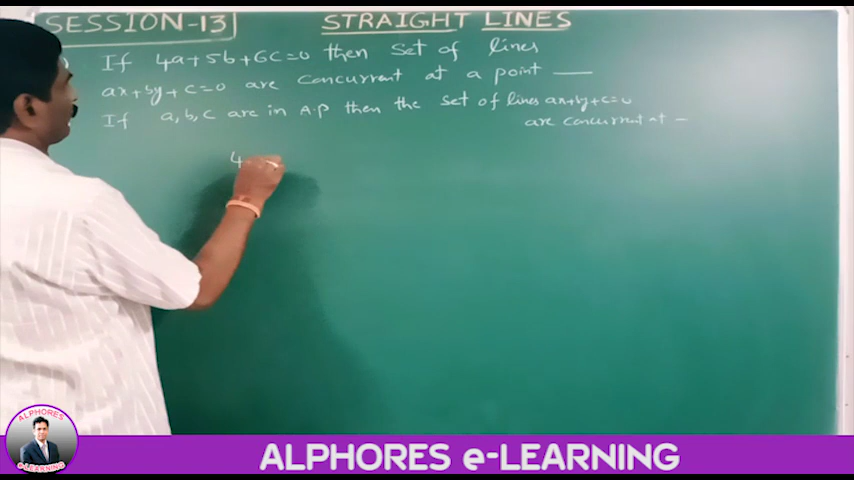 SESSION-13
STRAIGHT LINES
If 4a+5b+6c=0 then set of lines
ax+by+c=0 are concurrent at a point ___
If a,b,c are in A.P then the set of lines ax+by+c=0
are concurrent at -
4
ALPHORES
e-LEARNING
ALPHORES e-LEARNING